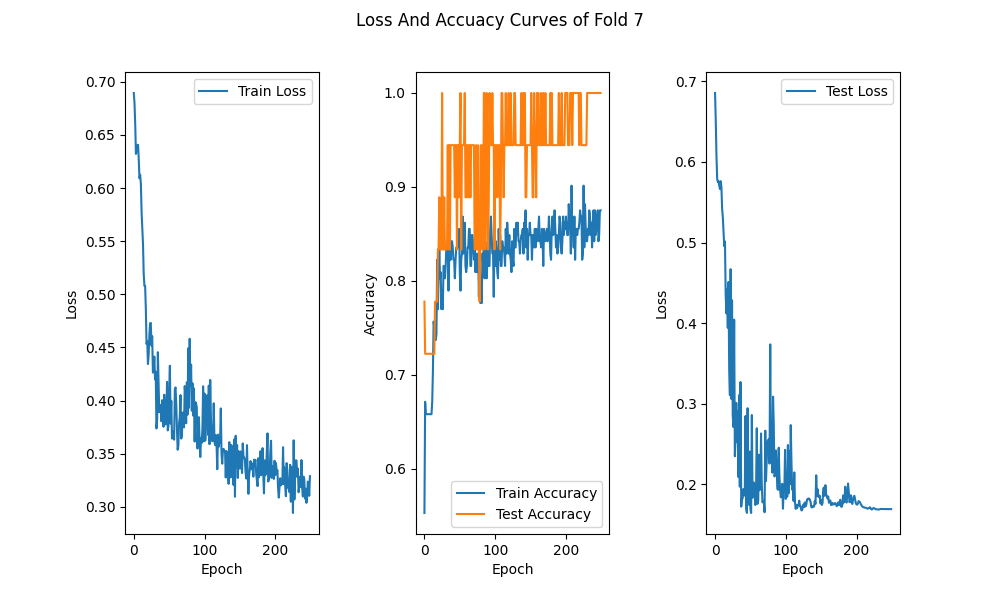 Loss And Accuacy Curves of Fold 7
Train Loss
0.70
0.65
0.60
0.55
0.50
0.45
0.40
0.35
0.30
Loss
0
100
200
Epoch
1.0
0.9
0.8
0.7
0.6
Accuracy
Train Accuracy
Test Accuracy
0
100
200
Epoch
Test Loss
0.7
0.6
0.5
0.4
0.3
0.2
Loss
0
100
200
Epoch